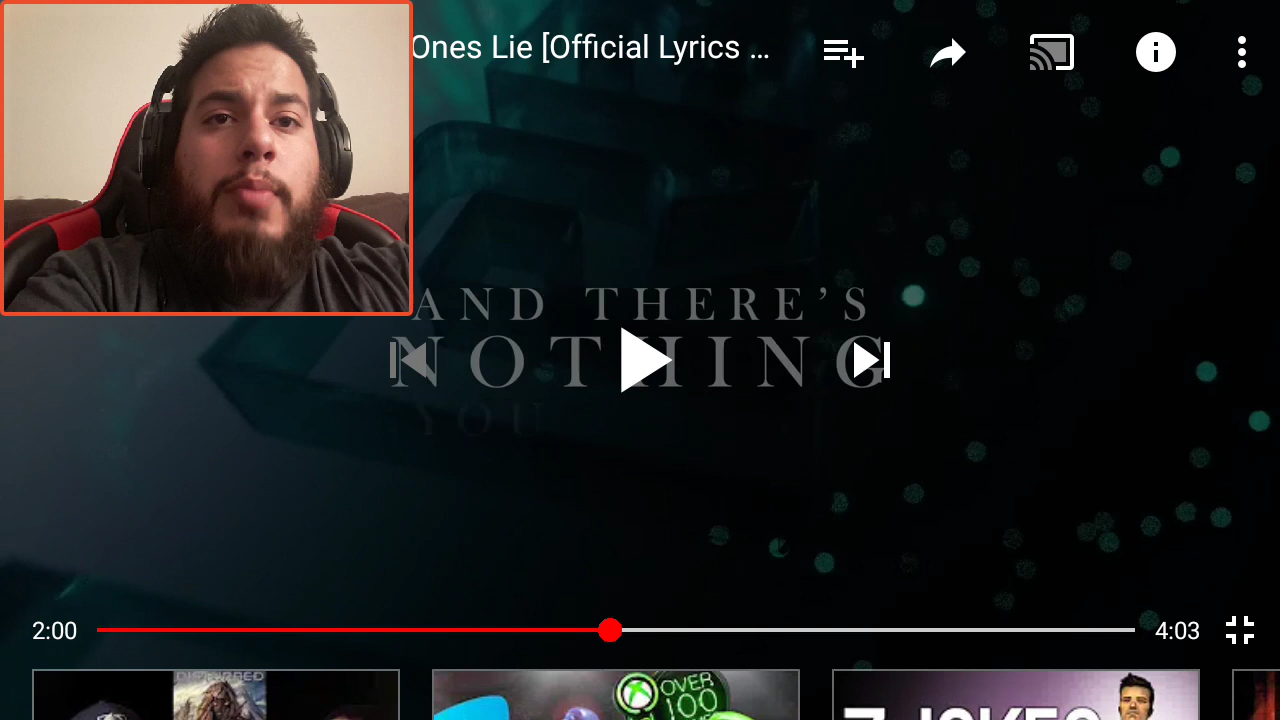 Ones Lie [Official Lyrics ...
AND THERE'S
NOTHING
YOU
2:00
4:03
DISTURBED
OVER
100